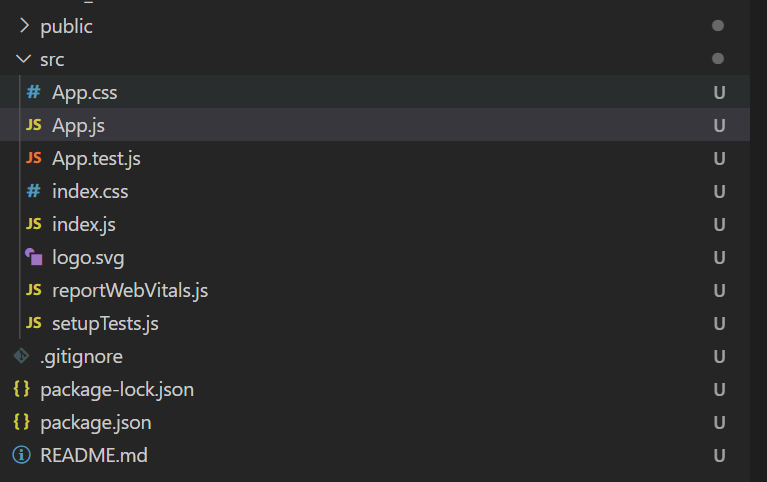 public
src
# App.css U
JS App.js U
JS App.test.js U
# index.css U
JS index.js U
logo.svg U
JS reportWebVitals.js U
JS setupTests.js U
.gitignore U
{} package-lock.json U
{} package.json U
README.md U